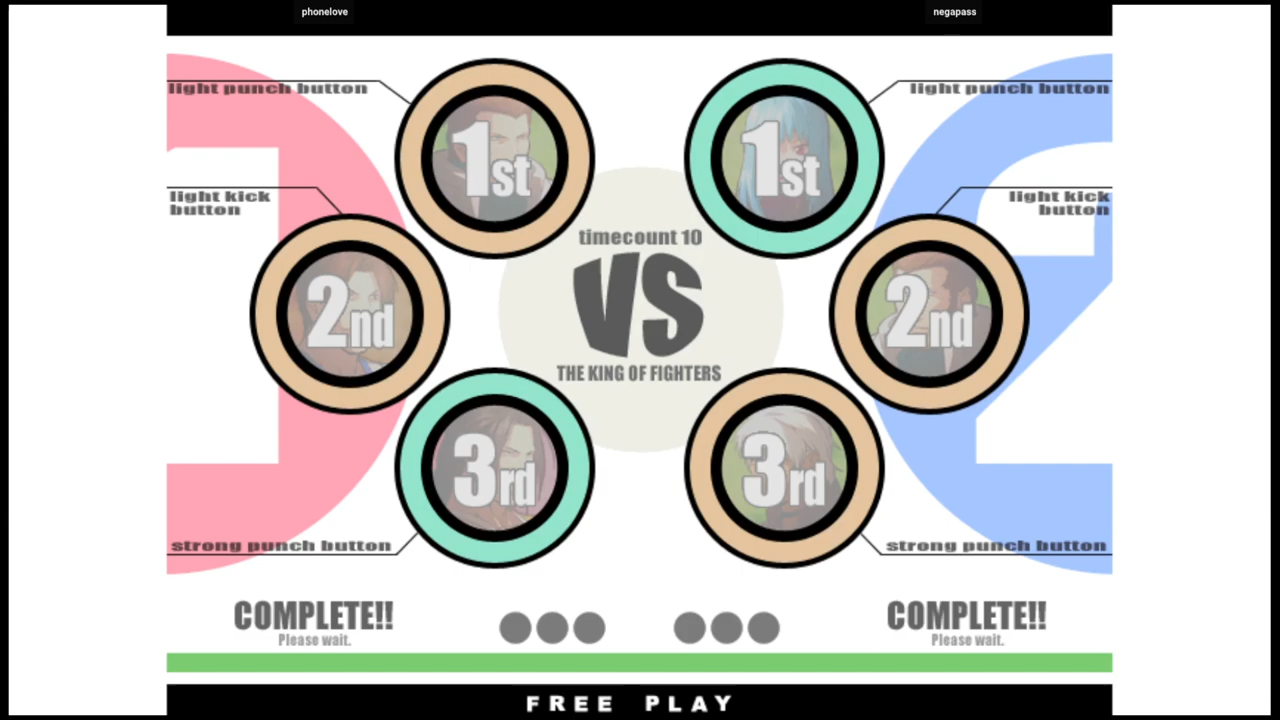 phonelove
negapass
light punch button
light punch button
1st
1st
light kick
button
light kick
button
timecount 10
VS
THE KING OF FIGHTERS
2nd
2nd
3rd
3rd
strong punch button
strong punch button
COMPLETE!!
Please wait.
COMPLETE!!
Please wait.
FREE PLAY
1
2